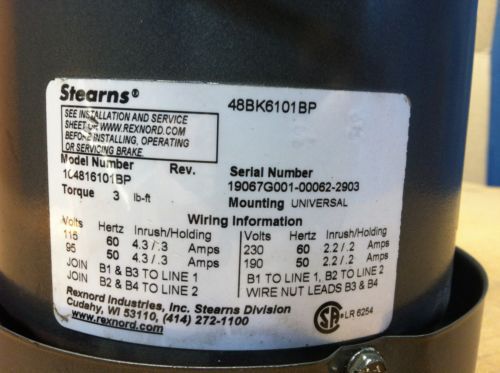 Stearns®
48BK6101BP
SEE INSTALLATION AND SERVICE
SHEET OR WWW.REXNORD.COM
BEFORE INSTALLING, OPERATING
OR SERVICING BRAKE
Model Number Rev.
104816101BP
Torque 3 lb-ft
Serial Number
19067G001-00062-2903
Mounting UNIVERSAL
Wiring Information
Volts Hertz Inrush/Holding
115 60 4.3/.3 Amps
95 50 4.3/.3 Amps
JOIN B1 & B3 TO LINE 1
JOIN B2 & B4 TO LINE 2
Volts Hertz Inrush/Holding
230 60 2.2/.2 Amps
190 50 2.2/.2 Amps
B1 TO LINE 1, B2 TO LINE 2
WIRE NUT LEADS B3 & B4
Rexnord Industries, Inc. Stearns Division
Cudahy, WI 53110, (414) 272-1100
www.rexnord.com
SA ® LR 6254